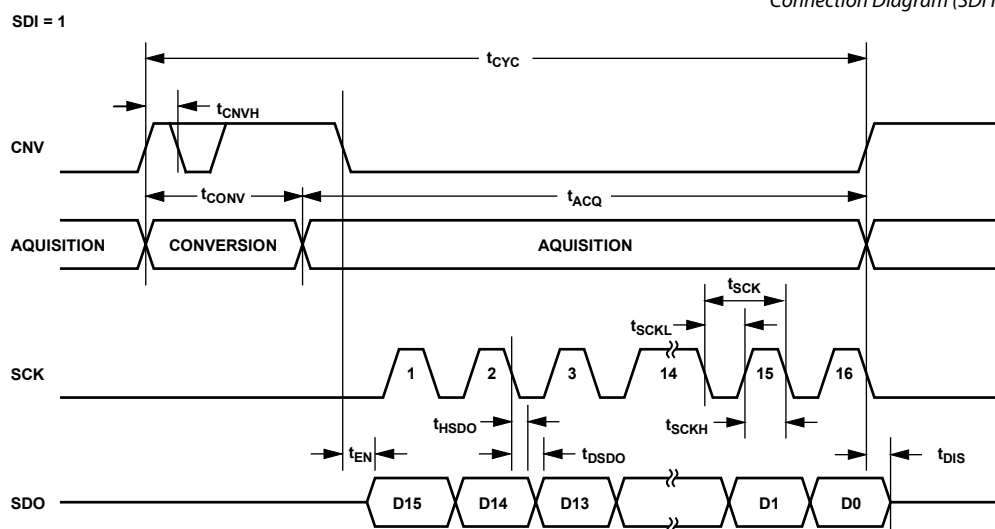 Connection Diagram (SDI
SDI = 1
tCYC
tCNVH
CNV
tCONV
tACQ
AQUISITION
CONVERSION
AQUISITION
tSCK
tSCKL
SCK
1
2
3
14
15
16
tHSDO
tSCKH
tEN
tDSDO
tDIS
SDO
D15
D14
D13
D1
D0